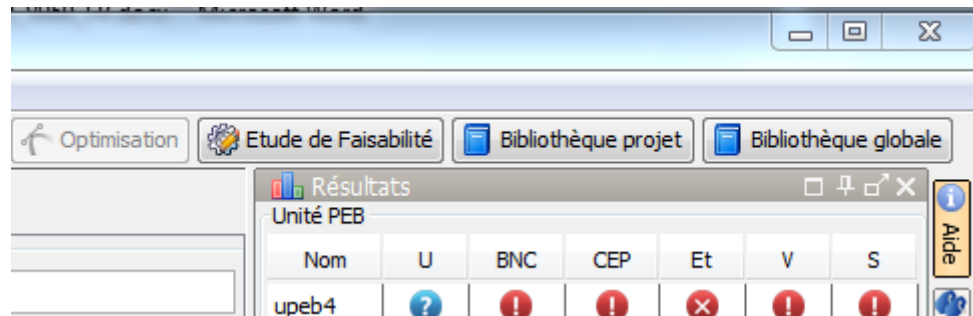 Optimisation Etude de Faisabilité Bibliothèque projet Bibliothèque globale
Résultats
Unité PEB
Nom U BNC CEP Et V S
upeb4
Aide